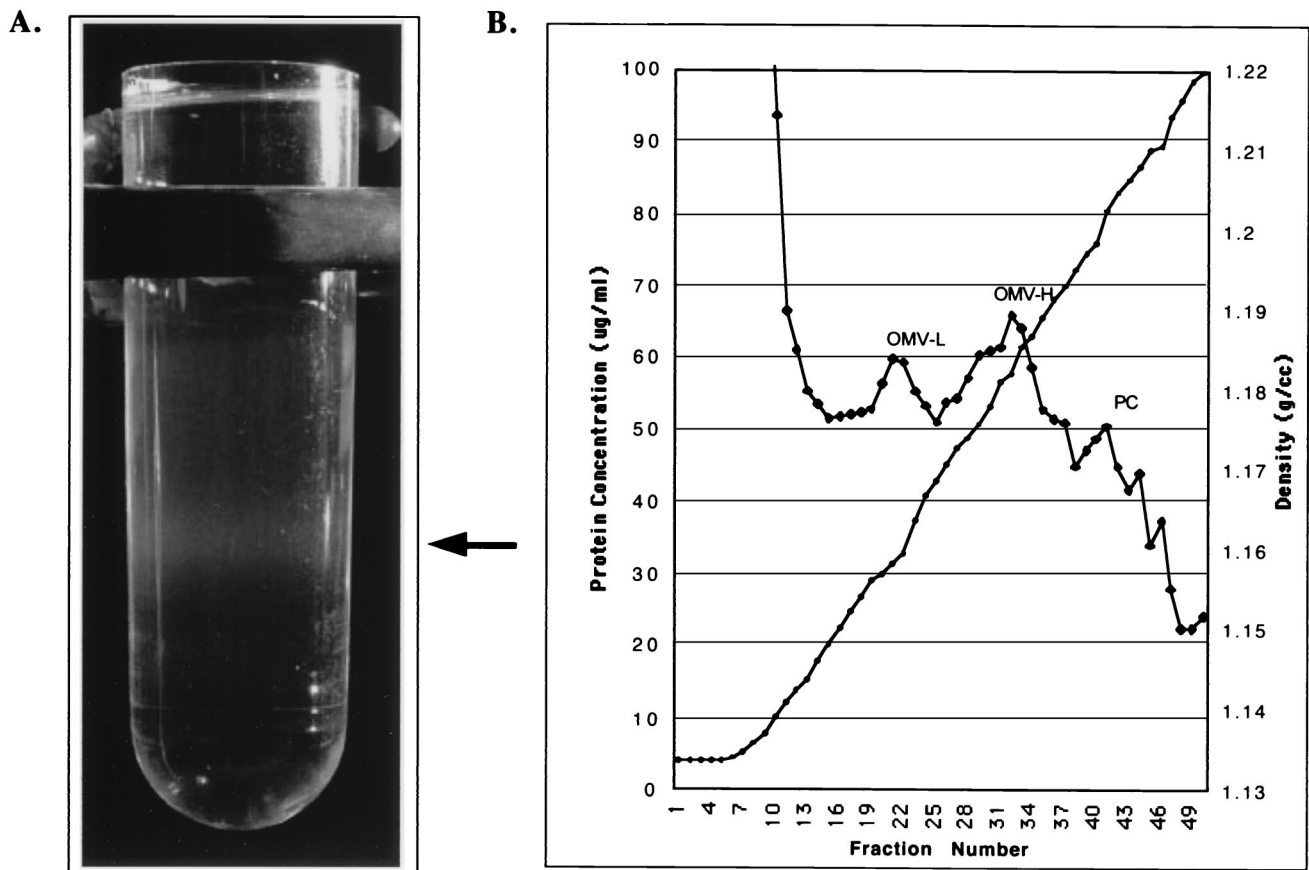 A.
B.
100
90
80
70
60
50
40
30
20
10
0
Protein Concentration (ug/ml)
OMV-L
OMV-H
PC
1.22
1.21
1.2
1.19
1.18
1.17
1.16
1.15
1.14
1.13
Density (g/cc)
1 4 7 10 13 16 19 22 25 28 31 34 37 40 43 46 49
Fraction Number